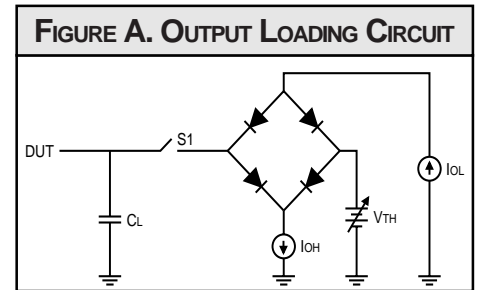 FIGURE A. OUTPUT LOADING CIRCUIT
DUT
S1
IOL
CL
VTH
IOH